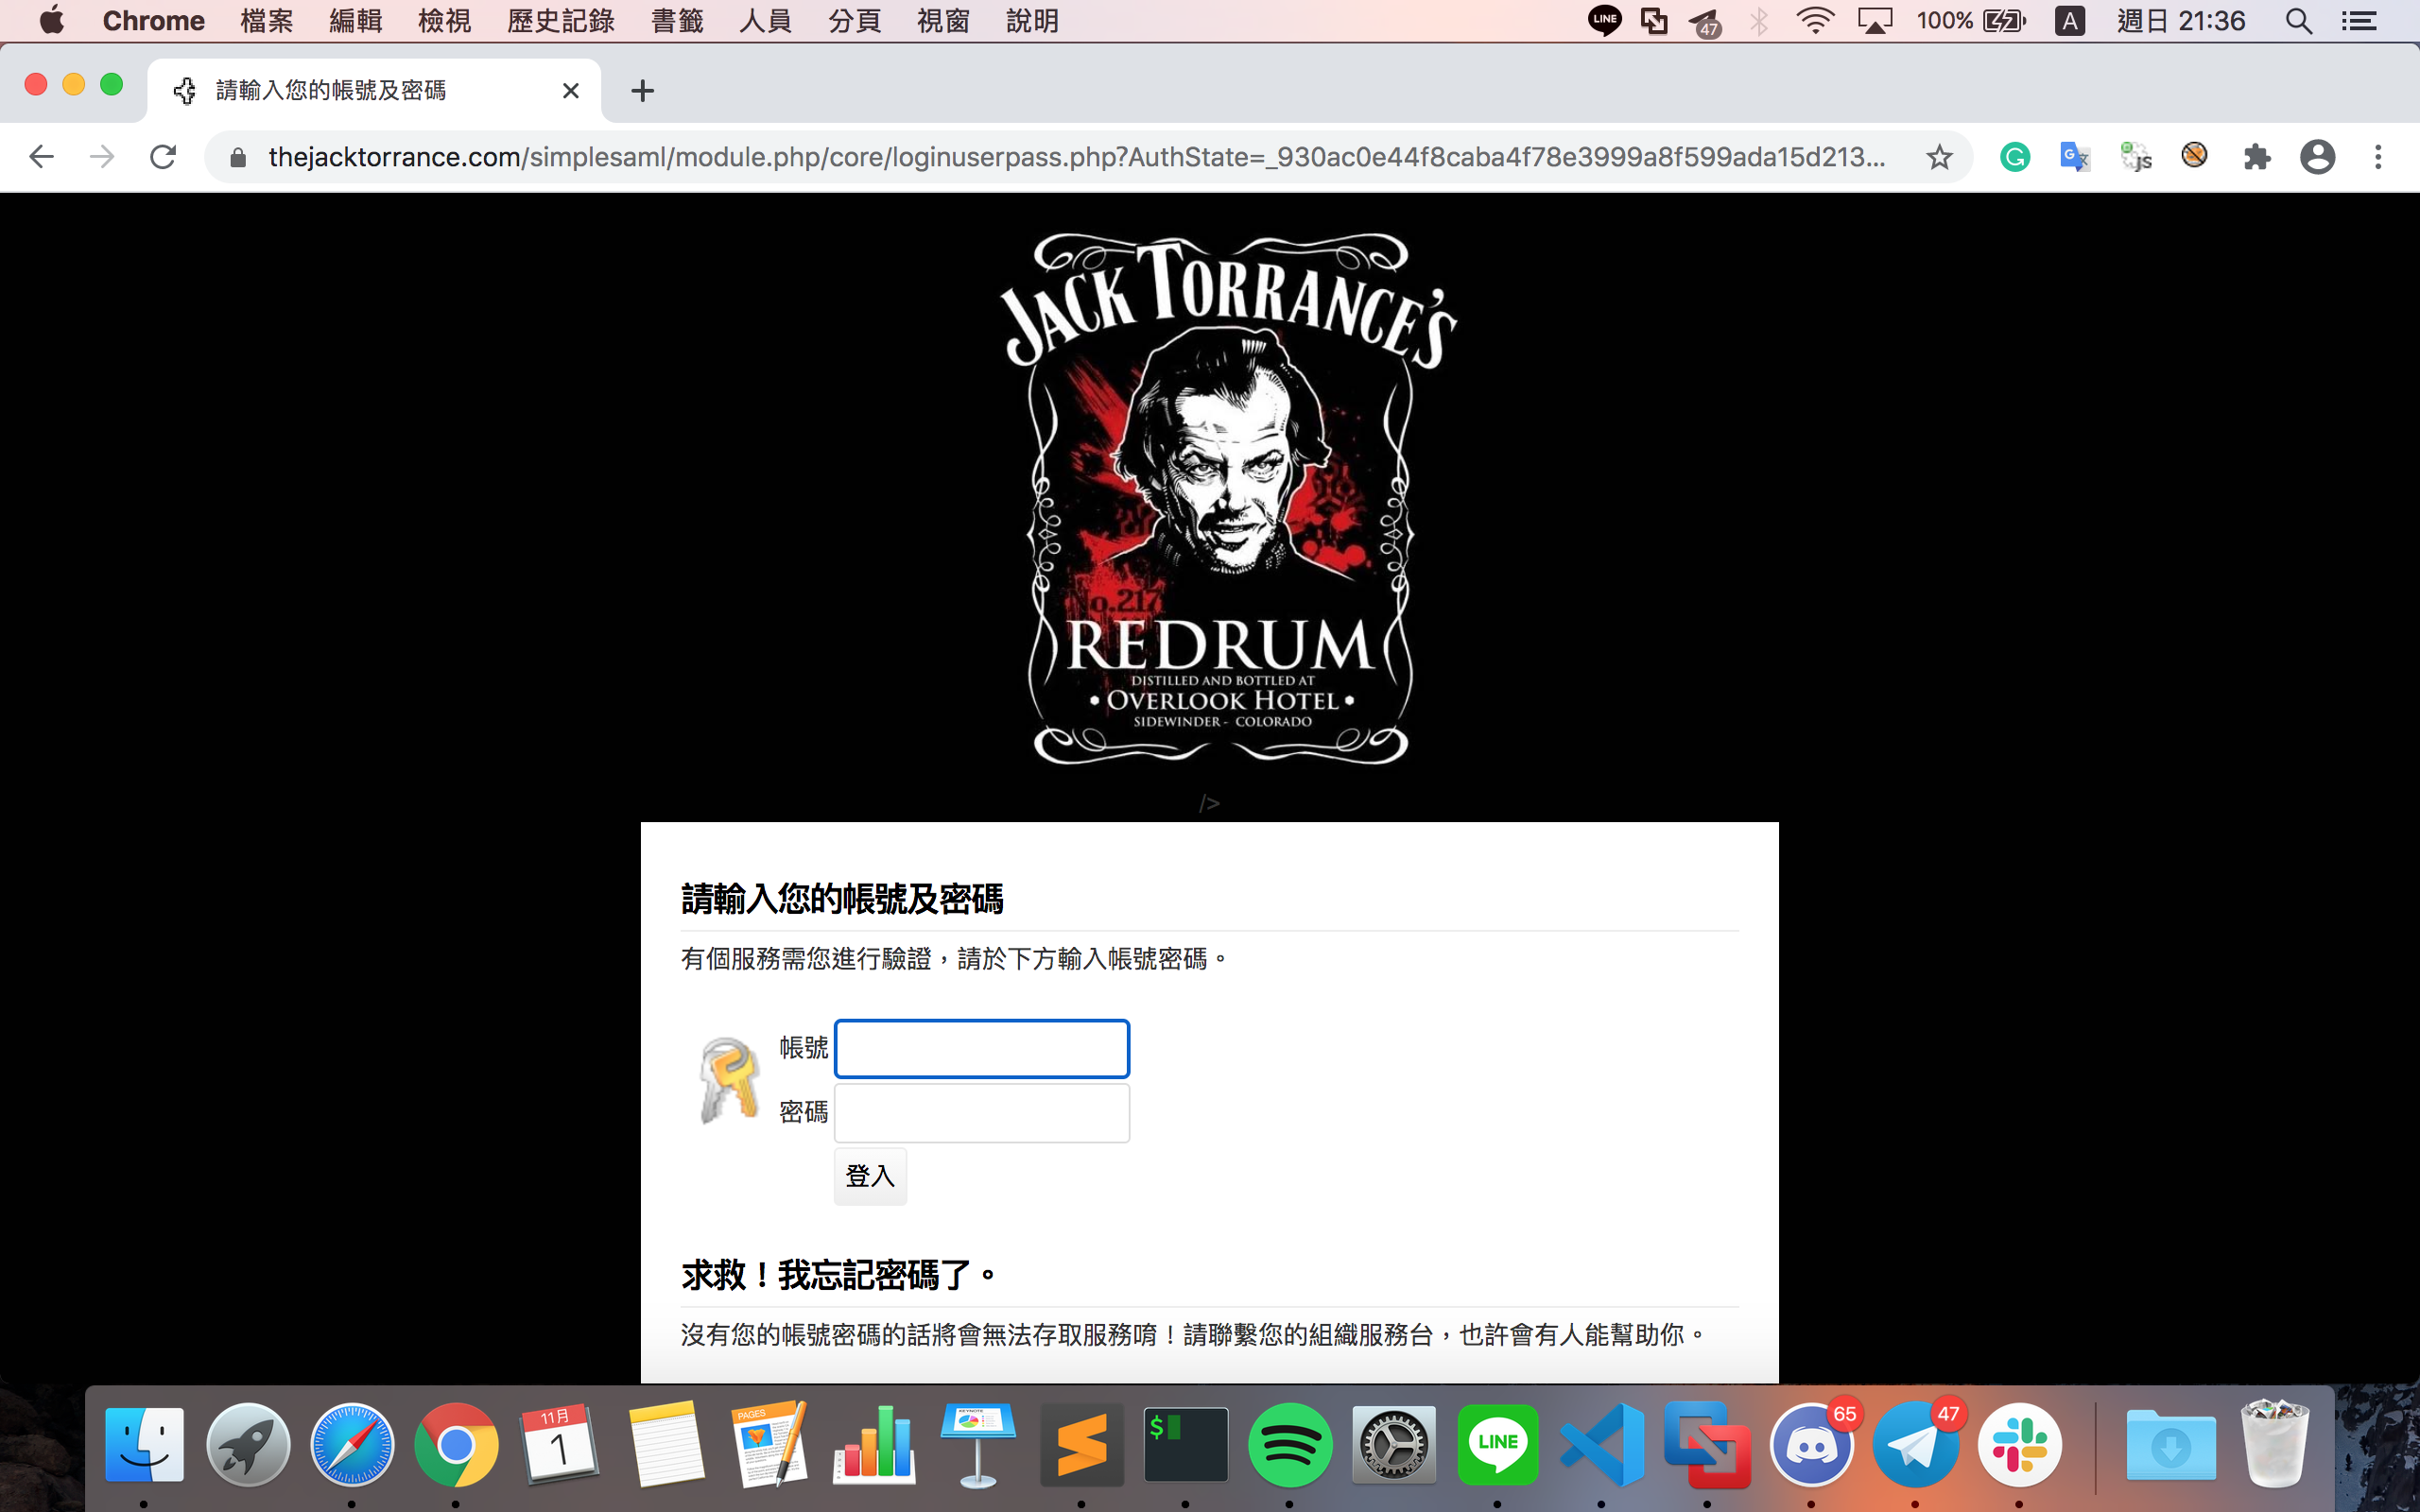 Chrome 檔案 編輯 檢視 歷史記錄 書籤 人員 分頁 視窗 說明 LINE 47 100% A 週日 21:36
請輸入您的帳號及密碼
thejacktorrance.com/simplesaml/module.php/core/loginuserpass.php?AuthState=_930ac0e44f8caba4f78e3999a8f599ada15d213...
JACK TORRANCE'S
No.217
REDRUM
DISTILLED AND BOTTLED AT
• OVERLOOK HOTEL •
SIDEWINDER - COLORADO
/>
請輸入您的帳號及密碼
有個服務需您進行驗證，請於下方輸入帳號密碼。
帳號
密碼
登入
求救！我忘記密碼了。
沒有您的帳號密碼的話將會無法存取服務唷！請聯繫您的組織服務台，也許會有人能幫助你。
11月
1
PAGES
KEYNOTE
$
LINE
65
47